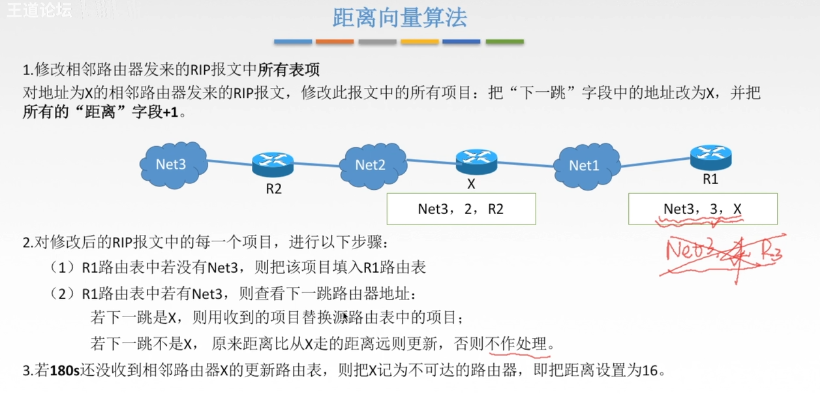 王道论坛
距离向量算法
1.修改相邻路由器发来的RIP报文中所有表项
对地址为X的相邻路由器发来的RIP报文，修改此报文中的所有项目：把“下一跳”字段中的地址改为X，并把
所有的“距离”字段+1。
Net3
R2
Net2
X
Net1
R1
Net3，2，R2
Net3，3，X
2.对修改后的RIP报文中的每一个项目，进行以下步骤：
Net3, R3
（1）R1路由表中若没有Net3，则把该项目填入R1路由表
（2）R1路由表中若有Net3，则查看下一跳路由器地址：
若下一跳是X，则用收到的项目替换源路由表中的项目；
若下一跳不是X， 原来距离比从X走的距离远则更新，否则不作处理。
3.若180s还没收到相邻路由器X的更新路由表，则把X记为不可达的路由器，即把距离设置为16。